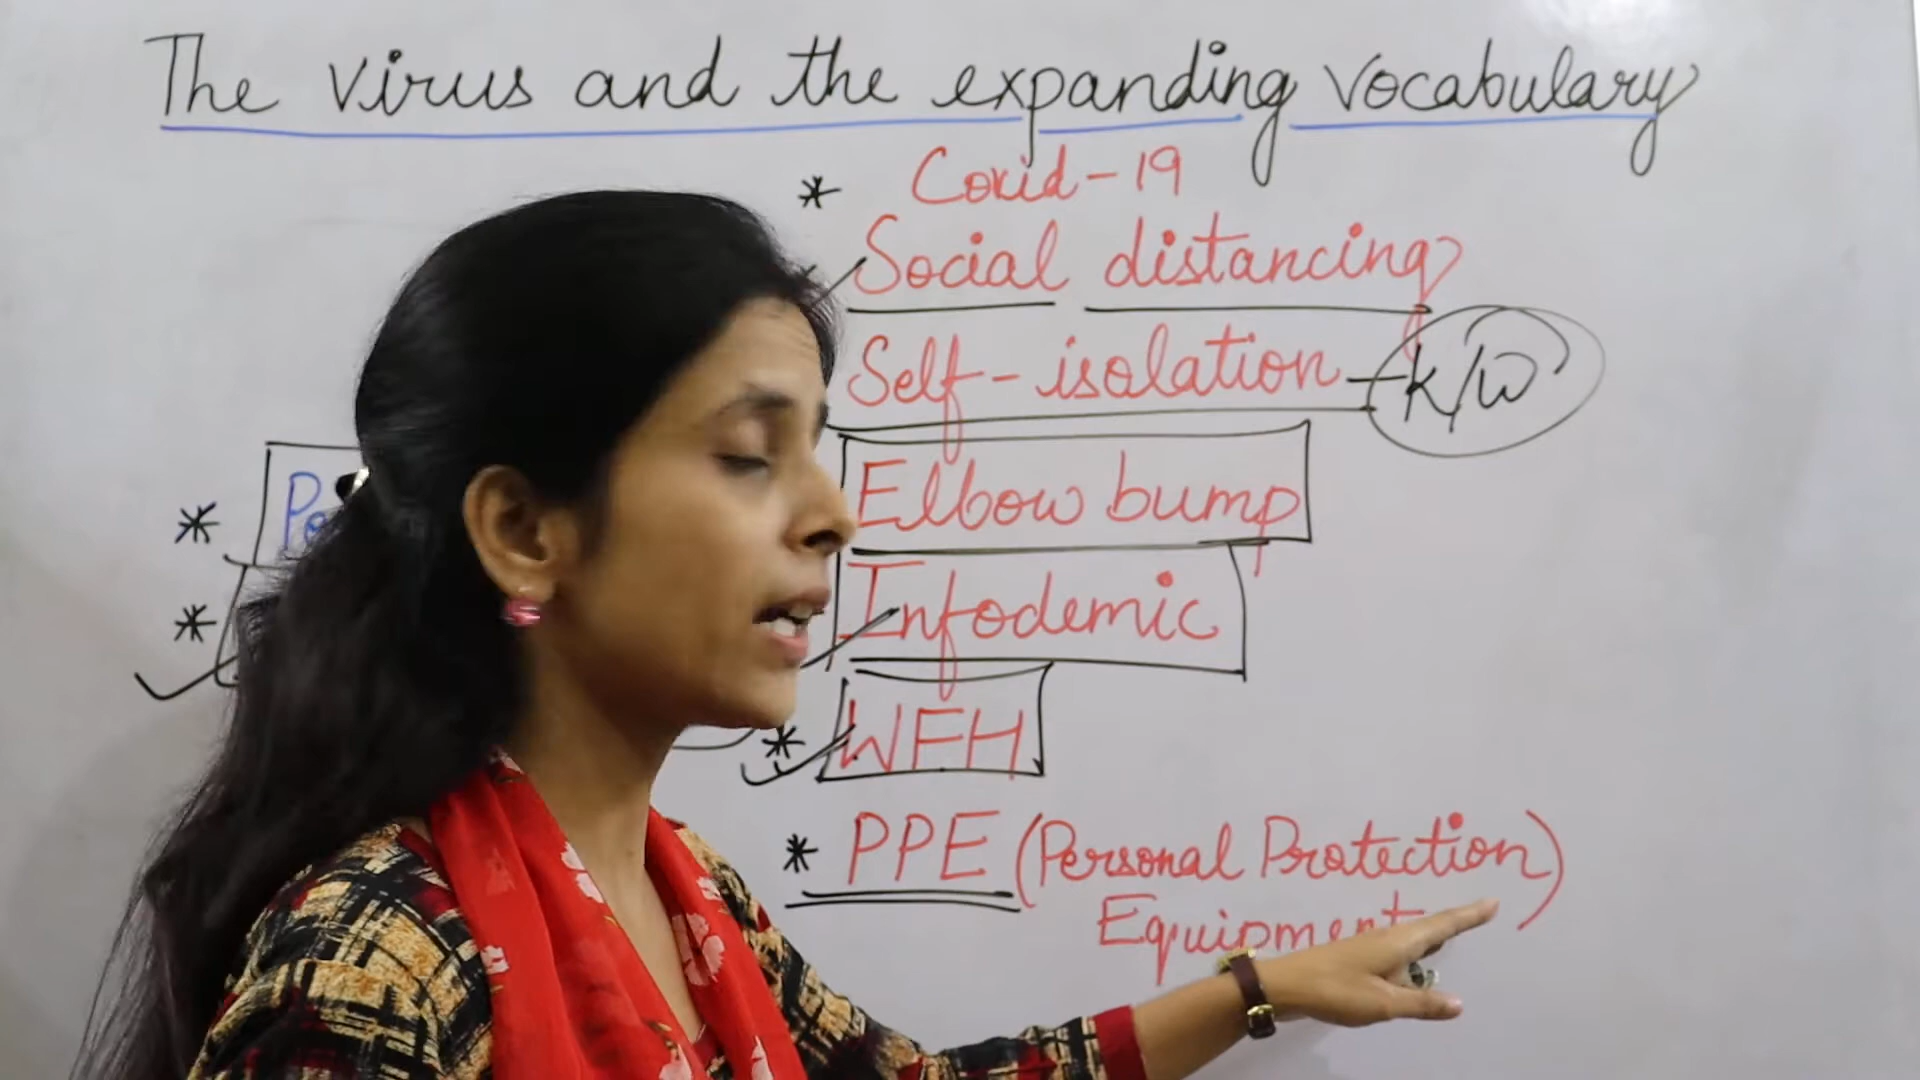 The virus and the expanding vocabulary
* Covid-19
Social distancing
Self-isolation - K/W
* Elbow bump
* Infodemic
* WFH
* PPE (Personal Protection
Equipment)